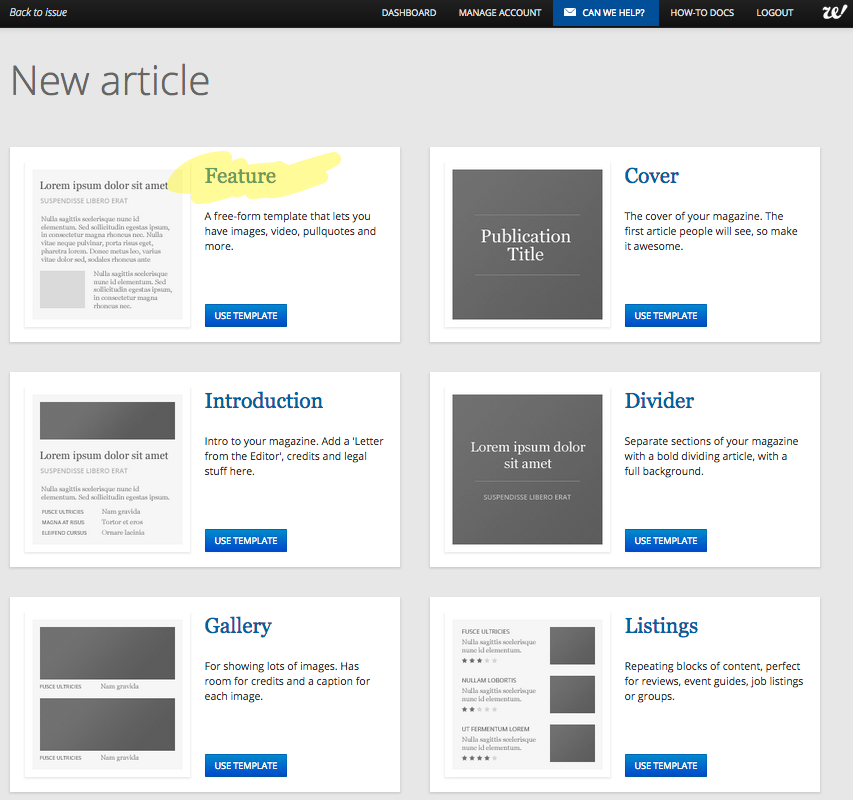 Back to issue
DASHBOARD
MANAGE ACCOUNT
CAN WE HELP?
HOW-TO DOCS
LOGOUT
New article
Lorem ipsum dolor sit amet
SUSPENDISSE LIBERO ERAT
Nulla sagittis scelerisque nunc id
elementum. Sed sollicitudin egestas ipsum,
in consectetur magna rhoncus nec. Nulla
vitae neque pulvinar, porta risus eget,
pharetra lorem. Donec metus leo, varius
vitae dolor sed, sodales rhoncus ante
Nulla sagittis scelerisque
nunc id elementum. Sed
sollicitudin egestas ipsum,
in consectetur magna
rhoncus nec.
Feature
A free-form template that lets you
have images, video, pullquotes and
more.
USE TEMPLATE
Publication
Title
Cover
The cover of your magazine. The
first article people will see, so make
it awesome.
USE TEMPLATE
Lorem ipsum dolor sit amet
SUSPENDISSE LIBERO ERAT
Nulla sagittis scelerisque nunc id
elementum. Sed sollicitudin egestas ipsum.
FUSCE ULTRICIES Nam gravida
MAGNA AT RISUS Tortor et eros
ELEIFEND CURSUS Ornare lacinia
Introduction
Intro to your magazine. Add a 'Letter
from the Editor', credits and legal
stuff here.
USE TEMPLATE
Lorem ipsum dolor
sit amet
SUSPENDISSE LIBERO ERAT
Divider
Separate sections of your magazine
with a bold dividing article, with a
full background.
USE TEMPLATE
FUSCE ULTRICIES Nam gravida
FUSCE ULTRICIES Nam gravida
Gallery
For showing lots of images. Has
room for credits and a caption for
each image.
USE TEMPLATE
FUSCE ULTRICIES
Nulla sagittis scelerisque
nunc id elementum.
NULLAM LOBORTIS
Nulla sagittis scelerisque
nunc id elementum.
UT FERMENTUM LOREM
Nulla sagittis scelerisque
nunc id elementum.
Listings
Repeating blocks of content, perfect
for reviews, event guides, job listings
or groups.
USE TEMPLATE